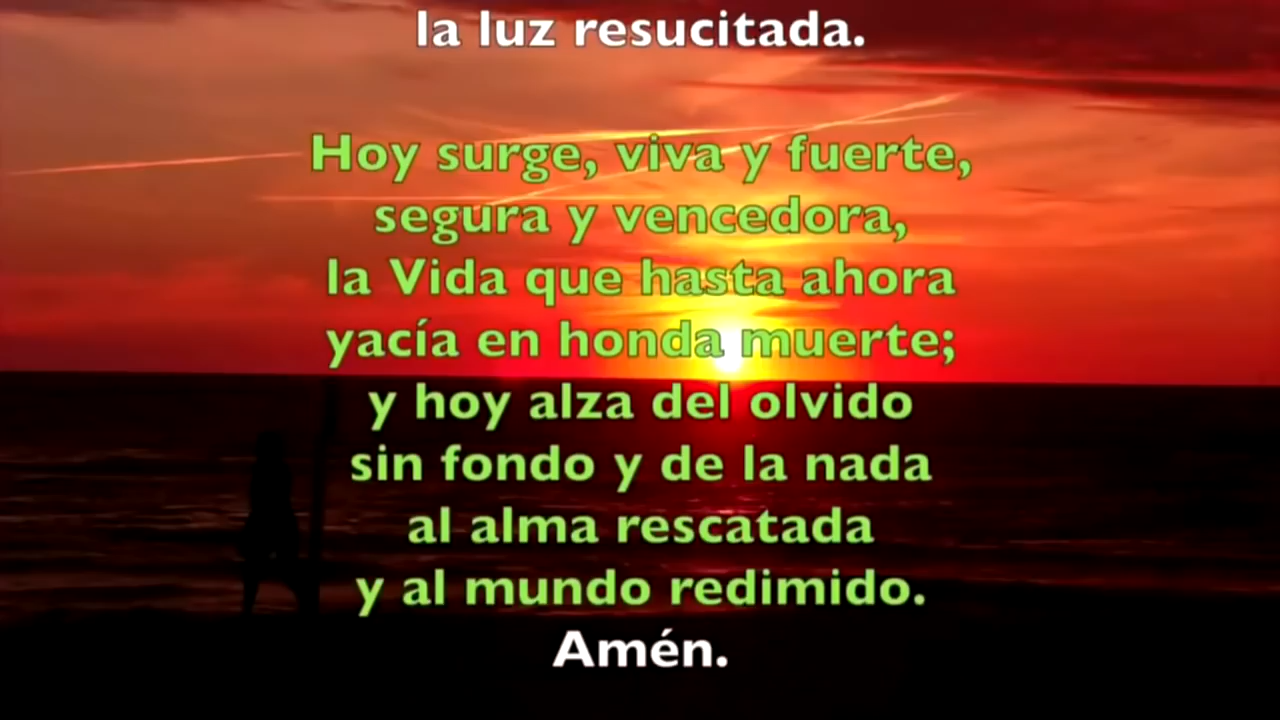 la luz resucitada.
Hoy surge, viva y fuerte,
segura y vencedora,
la Vida que hasta ahora
yacía en honda muerte;
y hoy alza del olvido
sin fondo y de la nada
al alma rescatada
y al mundo redimido.
Amén.